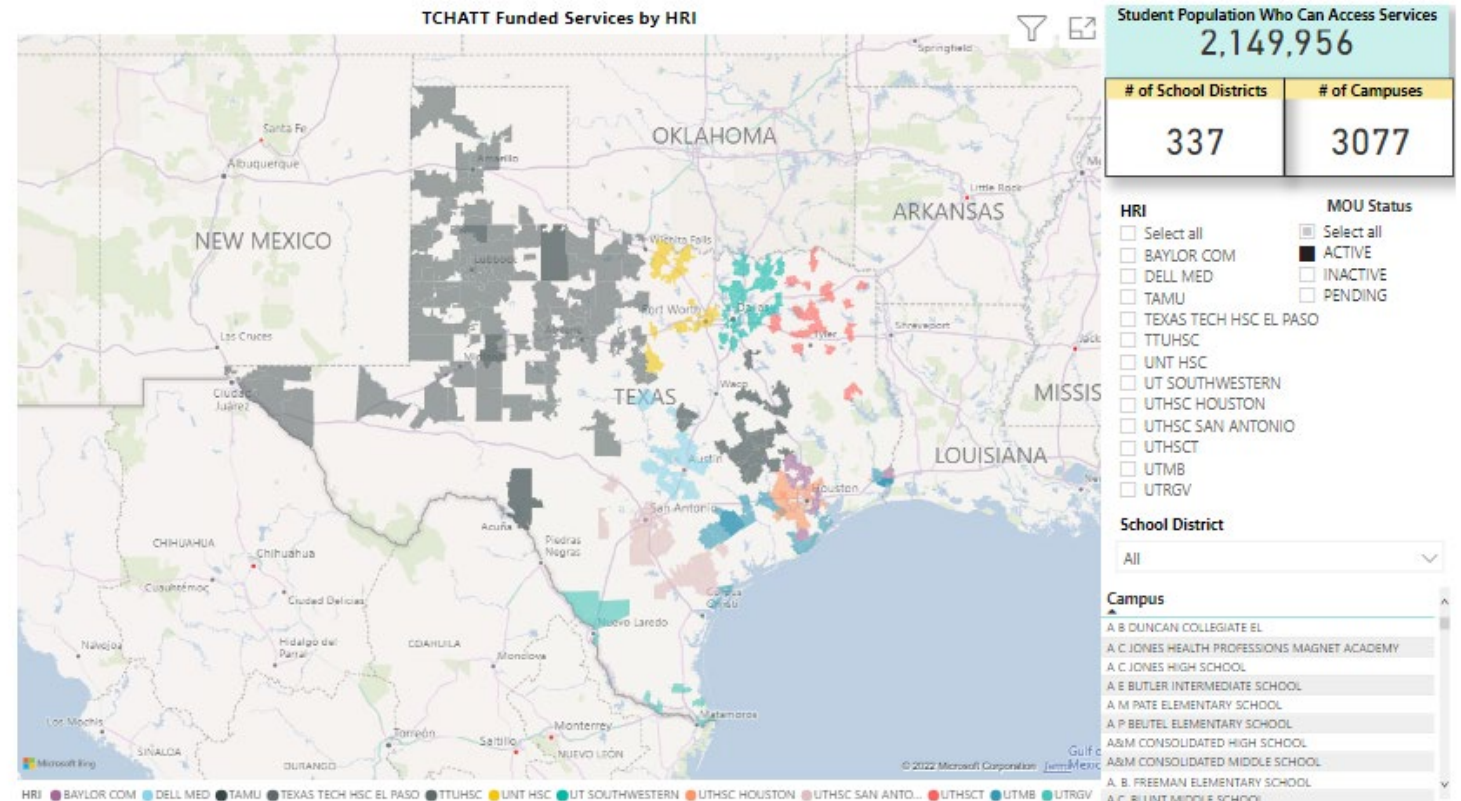 TCHATT Funded Services by HRI
Springfield
Santa Fe
Albuquerque
Amarillo
OKLAHOMA
Little Rock
ARKANSAS
NEW MEXICO
Wichita Falls
Lubbock
Fort Worth
Dallas
Las Cruces
Tyler
Shreveport
Ciudad
Juárez
Waco
TEXAS
MISSIS
LOUISIANA
Austin
Houston
San Antonio
Acuña
Piedras
Negras
CHIHUAHUA
Chihuahua
Cuauhtémoc
Ciudad Delicias
Corpus
Christi
Nuevo Laredo
Navojoa
Hidalgo del
Parral
COAHUILA
Monclova
Los Mochis
Matamoros
Monterrey
Torreón
Saltillo
SINALOA
NUEVO LEÓN
DURANGO
Microsoft Bing
© 2022 Microsoft Corporation Terms
HRI BAYLOR COM DELL MED TAMU TEXAS TECH HSC EL PASO TTUHSC UNT HSC UT SOUTHWESTERN UTHSC HOUSTON UTHSC SAN ANTO... UTHSCT UTMB UTRGV
Student Population Who Can Access Services
2,149,956
# of School Districts # of Campuses
337 3077
HRI MOU Status
Select all Select all
BAYLOR COM ACTIVE
DELL MED INACTIVE
TAMU PENDING
TEXAS TECH HSC EL PASO
TTUHSC
UNT HSC
UT SOUTHWESTERN
UTHSC HOUSTON
UTHSC SAN ANTONIO
UTHSCT
UTMB
UTRGV
School District
All
Campus
A B DUNCAN COLLEGIATE EL
A C JONES HEALTH PROFESSIONS MAGNET ACADEMY
A C JONES HIGH SCHOOL
A E BUTLER INTERMEDIATE SCHOOL
A M PATE ELEMENTARY SCHOOL
A P BEUTEL ELEMENTARY SCHOOL
A&M CONSOLIDATED HIGH SCHOOL
A&M CONSOLIDATED MIDDLE SCHOOL
A. B. FREEMAN ELEMENTARY SCHOOL
A.C. BLUNT MIDDLE SCHOOL